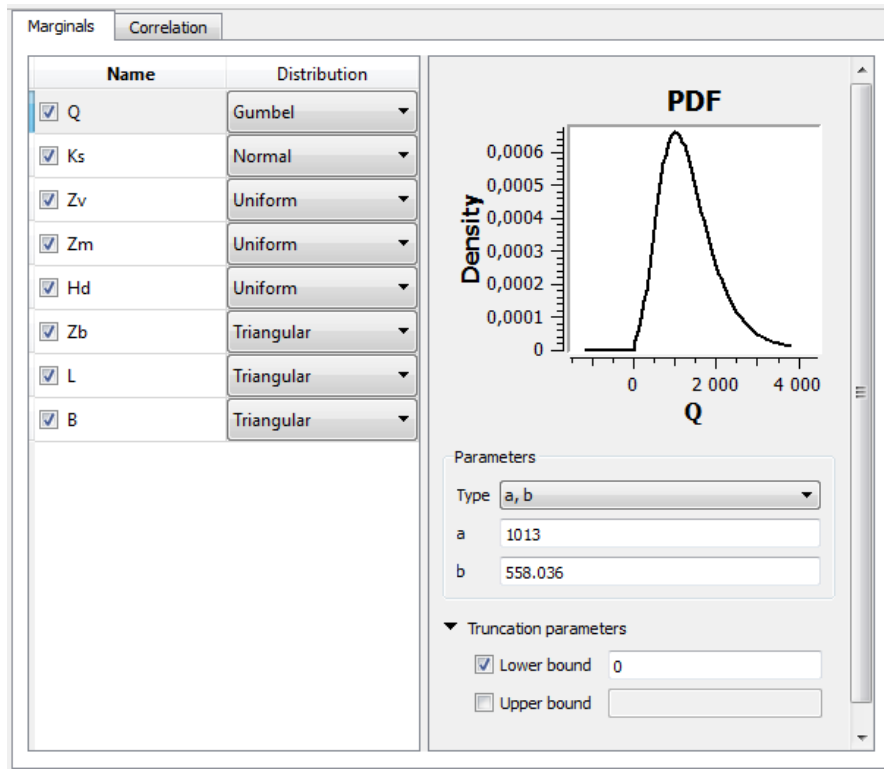 Marginals Correlation
Name Distribution
Q Gumbel
Ks Normal
Zv Uniform
Zm Uniform
Hd Uniform
Zb Triangular
L Triangular
B Triangular
PDF
Density
0,0006
0,0005
0,0004
0,0003
0,0002
0,0001
0
0 2 000 4 000
Q
Parameters
Type a, b
a 1013
b 558.036
Truncation parameters
Lower bound 0
Upper bound